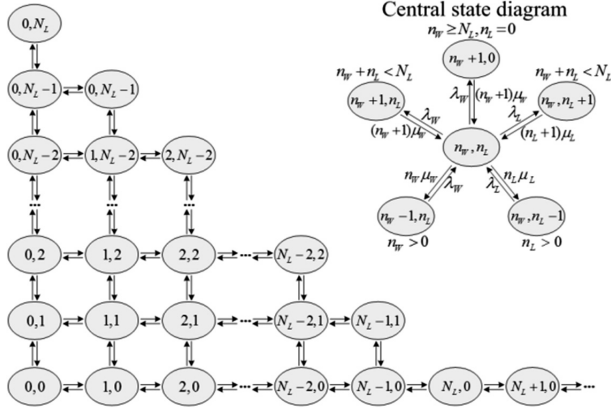 0, N_L
0, N_L −1
0, N_L −1
0, N_L −2
1, N_L −2
2, N_L −2
...
...
...
0, 2
1, 2
2, 2
...
N_L −2, 2
0, 1
1, 1
2, 1
...
N_L −2, 1
N_L −1, 1
0, 0
1, 0
2, 0
...
N_L −2, 0
N_L −1, 0
N_L, 0
N_L +1, 0
...
Central state diagram
n_W ≥ N_L, n_L = 0
n_W +1, 0
n_W + n_L < N_L
n_W + n_L < N_L
n_W +1, n_L
n_W, n_L +1
λ_W
(n_W +1)μ_W
λ_W
(n_W +1)μ_W
λ_L
(n_L +1)μ_L
n_W, n_L
n_W μ_W
λ_W
λ_L
n_L μ_L
n_W −1, n_L
n_W, n_L −1
n_W > 0
n_L > 0